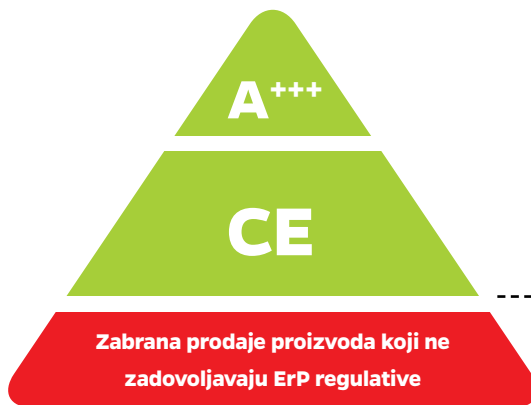 A+++
CE
Zabrana prodaje proizvoda koji ne
zadovoljavaju ErP regulative